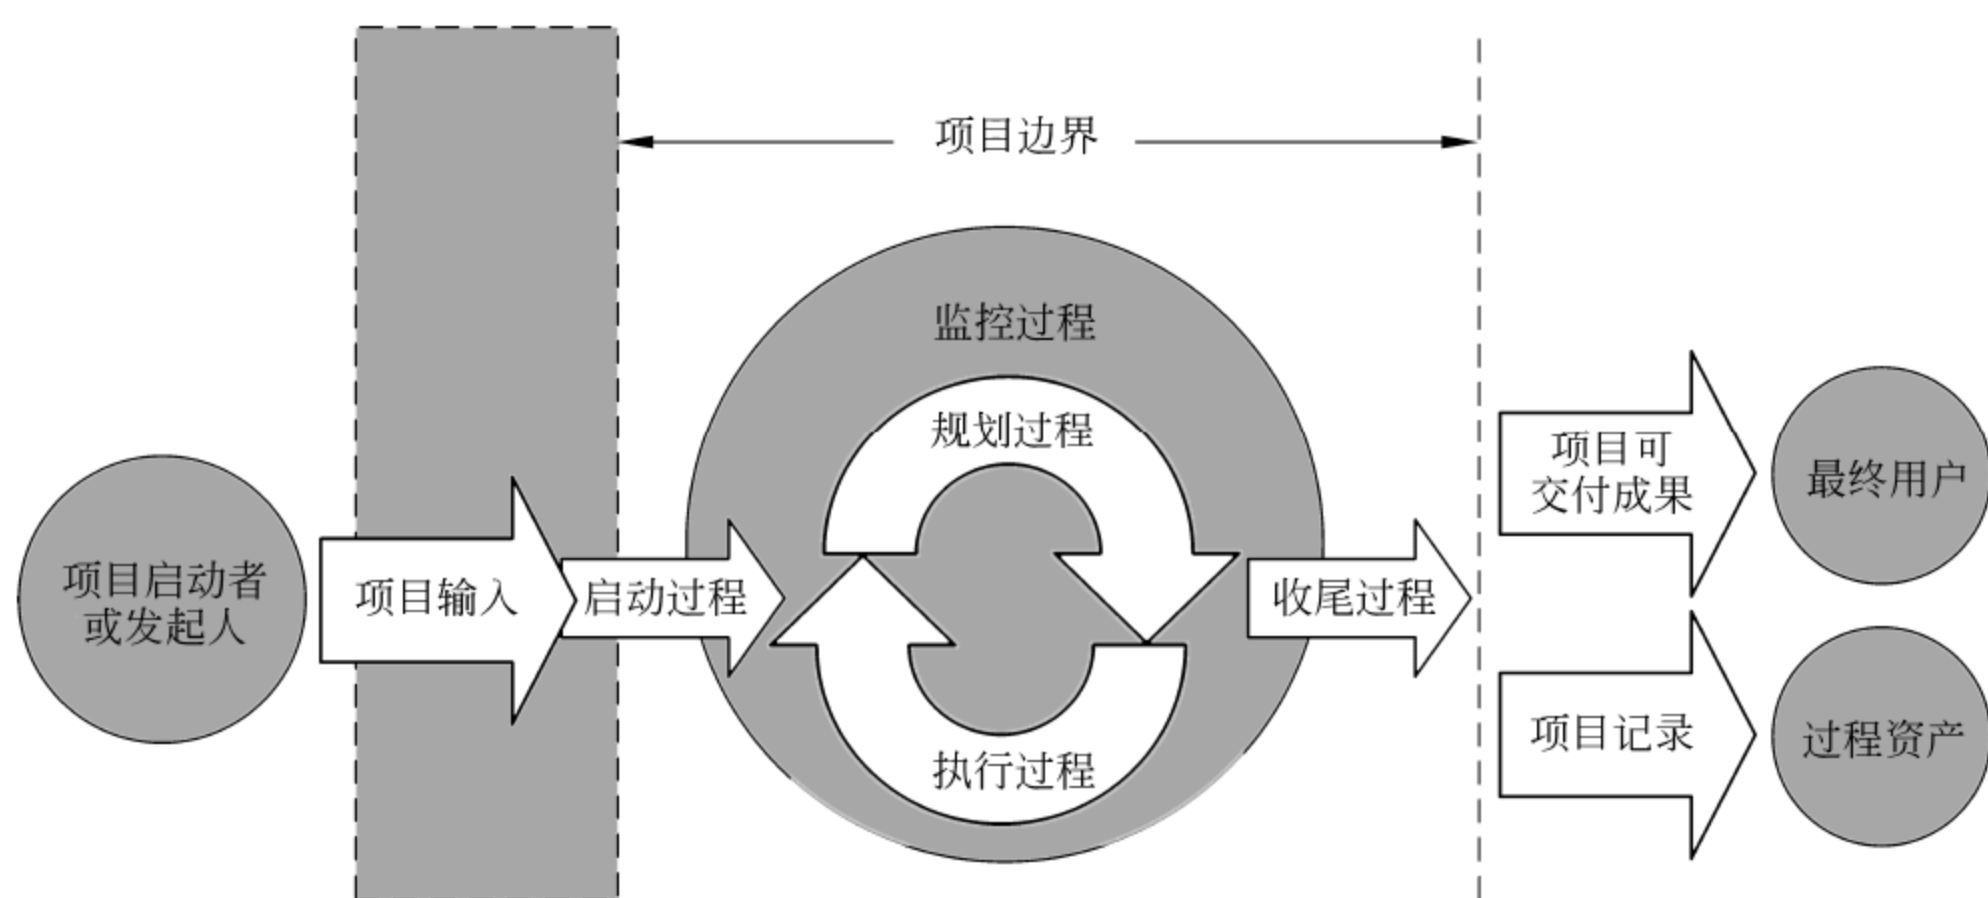 项目边界
监控过程
规划过程
项目启动者
或发起人
项目输入
启动过程
执行过程
收尾过程
项目可
交付成果
最终用户
项目记录
过程资产